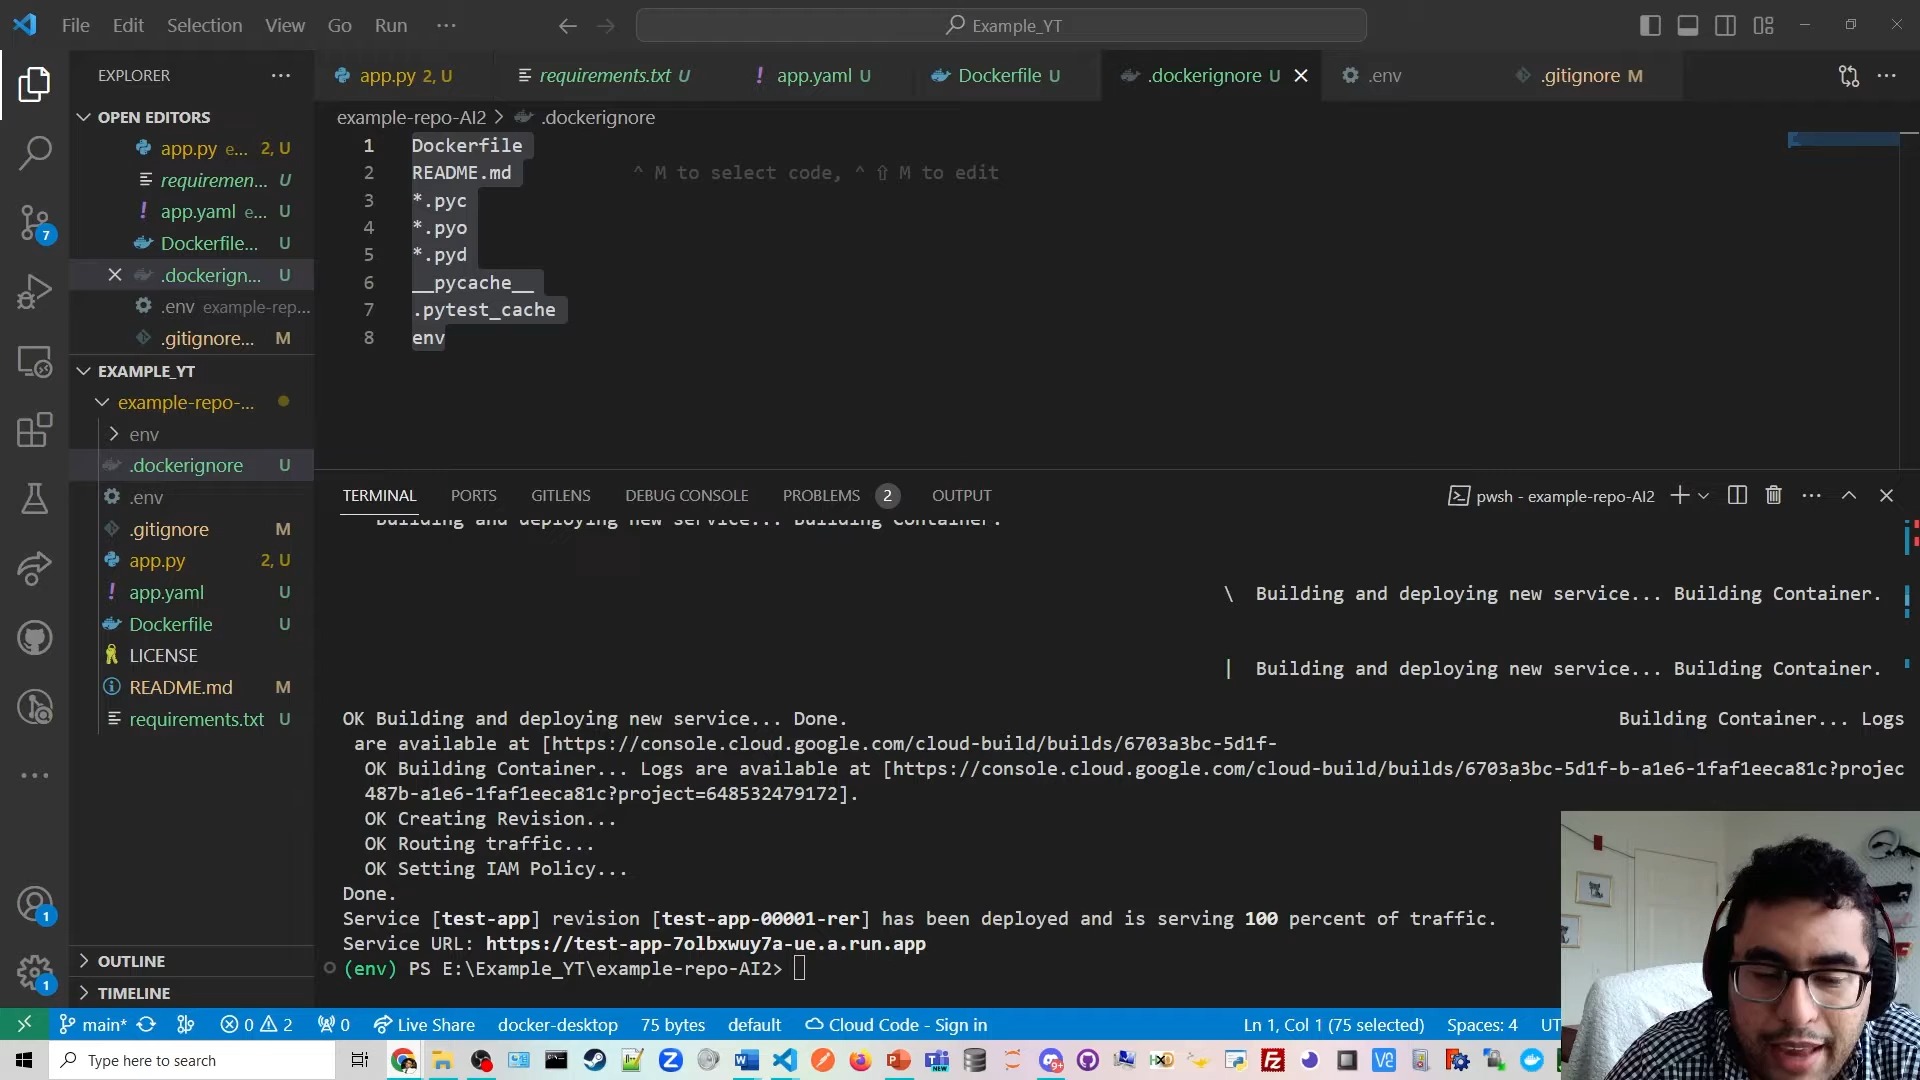 File Edit Selection View Go Run ···
Example_YT
EXPLORER
app.py 2, U
requirements.txt U
app.yaml U
Dockerfile U
.dockerignore U
.env
.gitignore M
OPEN EDITORS
app.py e... 2, U
requiremen... U
app.yaml e... U
Dockerfile... U
.dockerign... U
.env example-rep...
.gitignore... M
EXAMPLE_YT
example-repo-...
env
.dockerignore U
.env
.gitignore M
app.py 2, U
app.yaml U
Dockerfile U
LICENSE
README.md M
requirements.txt U
OUTLINE
TIMELINE
7
1
1
example-repo-AI2 > .dockerignore
1 Dockerfile
2 README.md ^ M to select code, ^ ⇧ M to edit
3 *.pyc
4 *.pyo
5 *.pyd
6 __pycache__
7 .pytest_cache
8 env
TERMINAL PORTS GITLENS DEBUG CONSOLE PROBLEMS 2 OUTPUT
pwsh - example-repo-AI2
Building and deploying new service... Building Container.
\ Building and deploying new service... Building Container.
| Building and deploying new service... Building Container.
OK Building and deploying new service... Done. Building Container... Logs
are available at [https://console.cloud.google.com/cloud-build/builds/6703a3bc-5d1f-
OK Building Container... Logs are available at [https://console.cloud.google.com/cloud-build/builds/6703a3bc-5d1f-b-a1e6-1faf1eeca81c?projec
487b-a1e6-1faf1eeca81c?project=648532479172].
OK Creating Revision...
OK Routing traffic...
OK Setting IAM Policy...
Done.
Service [test-app] revision [test-app-00001-rer] has been deployed and is serving 100 percent of traffic.
Service URL: https://test-app-7olbxwuy7a-ue.a.run.app
(env) PS E:\Example_YT\example-repo-AI2>
main* 0 2 0 Live Share docker-desktop 75 bytes default Cloud Code - Sign in Ln 1, Col 1 (75 selected) Spaces: 4 UT
Type here to search